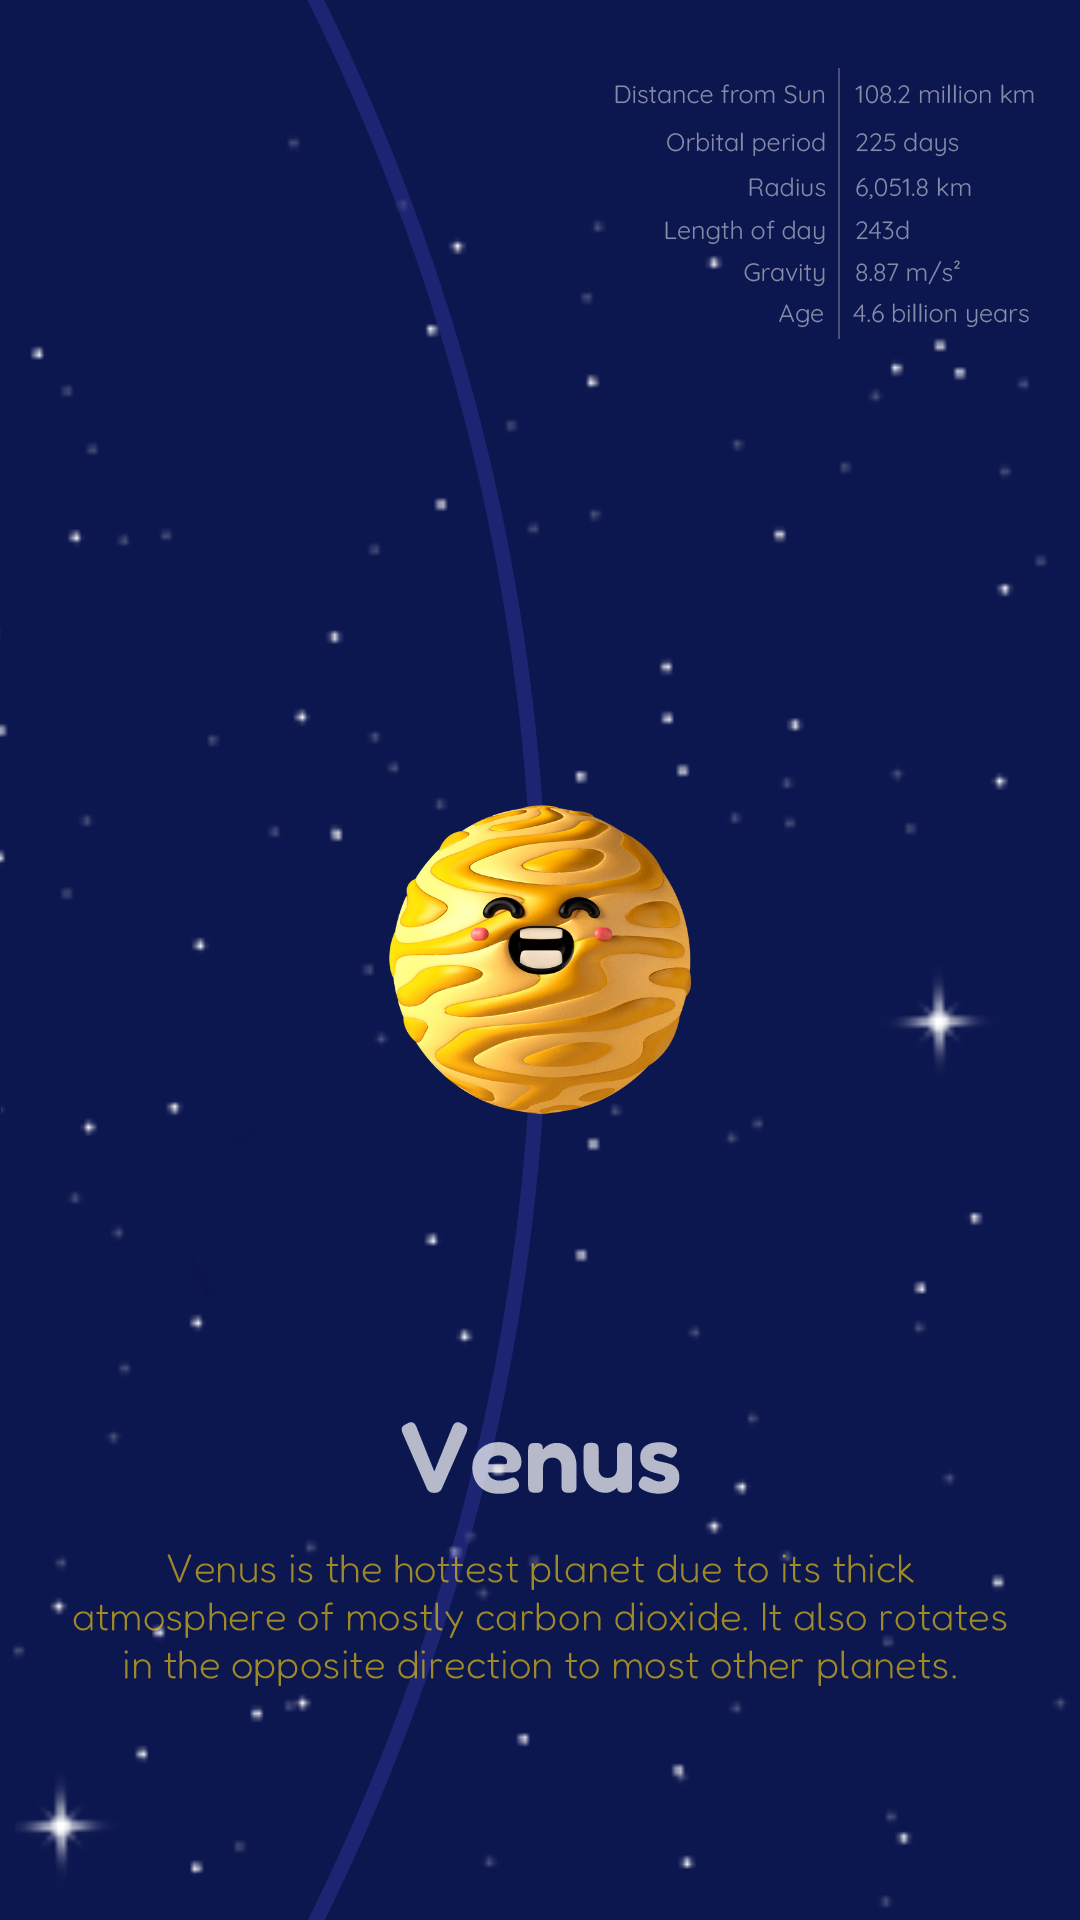 Distance from Sun 108.2 million km
Orbital period 225 days
Radius 6,051.8 km
Length of day 243d
Gravity 8.87 m/s²
Age 4.6 billion years
Venus
Venus is the hottest planet due to its thick
atmosphere of mostly carbon dioxide. It also rotates
in the opposite direction to most other planets.